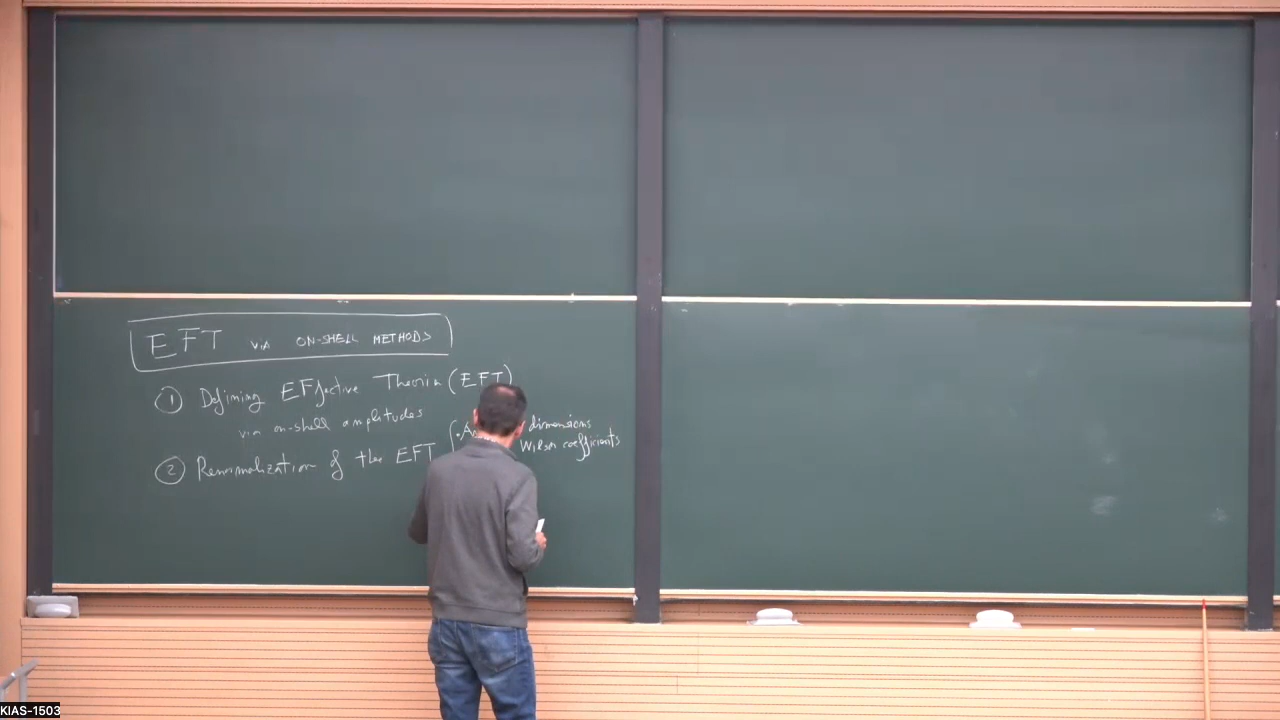 EFT VIA ON-SHELL METHODS
① Defining EFfective Theories (EFT)
via on-shell amplitudes
② Renormalization of the EFT
dimensions
Wilson coefficients
KIAS-1503